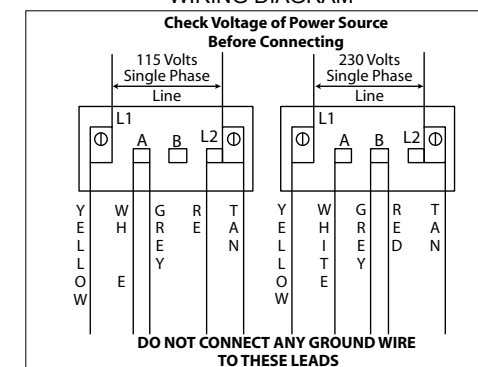 WIRING DIAGRAM
Check Voltage of Power Source
Before Connecting
115 Volts
Single Phase
Line
L1
A
B
L2
YELLOW
WH E
GREY
RE
TAN
230 Volts
Single Phase
Line
L1
A
B
L2
YELLOW
WHITE
GREY
RED
TAN
DO NOT CONNECT ANY GROUND WIRE
TO THESE LEADS